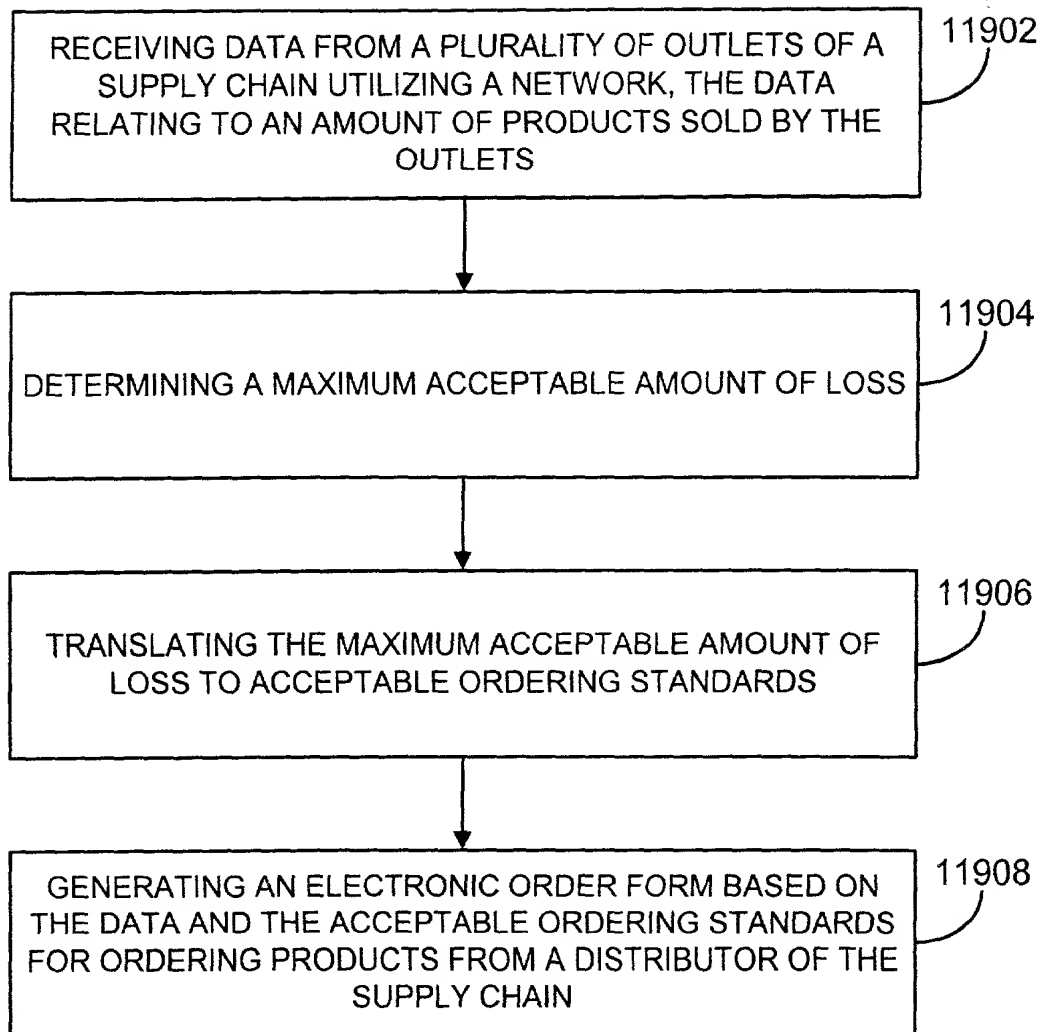 RECEIVING DATA FROM A PLURALITY OF OUTLETS OF A
SUPPLY CHAIN UTILIZING A NETWORK, THE DATA
RELATING TO AN AMOUNT OF PRODUCTS SOLD BY THE
OUTLETS
11902
DETERMINING A MAXIMUM ACCEPTABLE AMOUNT OF LOSS
11904
TRANSLATING THE MAXIMUM ACCEPTABLE AMOUNT OF
LOSS TO ACCEPTABLE ORDERING STANDARDS
11906
GENERATING AN ELECTRONIC ORDER FORM BASED ON
THE DATA AND THE ACCEPTABLE ORDERING STANDARDS
FOR ORDERING PRODUCTS FROM A DISTRIBUTOR OF THE
SUPPLY CHAIN
11908